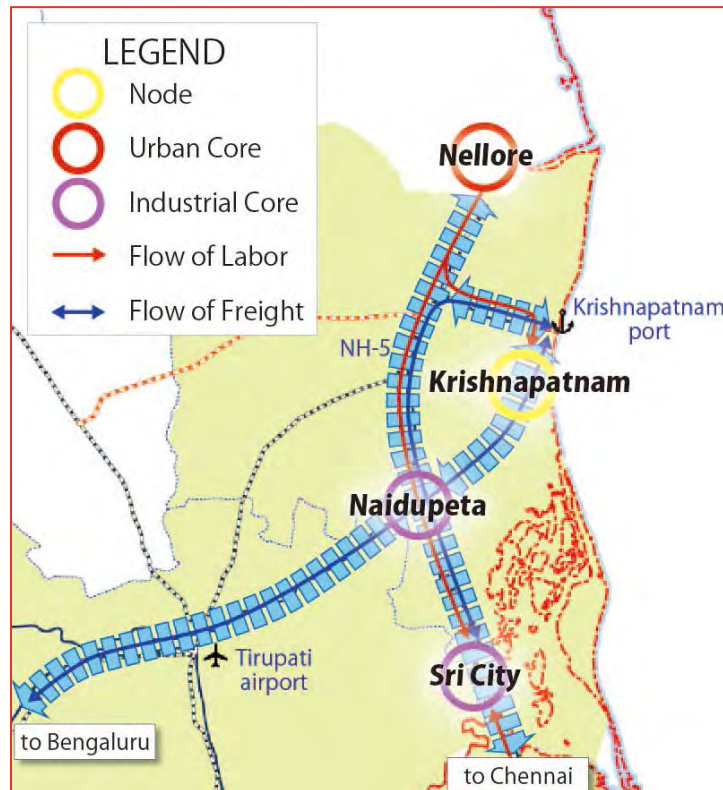 LEGEND
Node
Urban Core
Industrial Core
Flow of Labor
Flow of Freight
Nellore
Krishnapatnam
port
NH-5
Krishnapatnam
Naidupeta
Tirupati
airport
Sri City
to Bengaluru
to Chennai